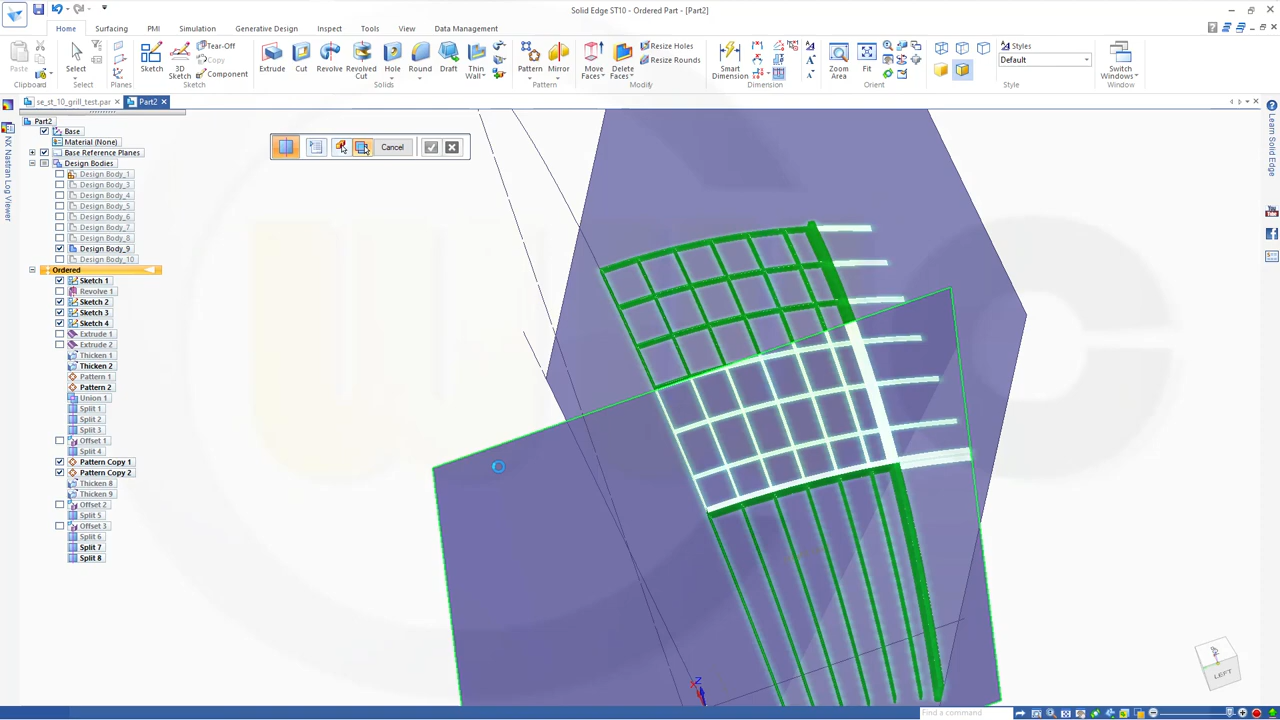 Solid Edge ST10 - Ordered Part - [Part2]
Home Surfacing PMI Simulation Generative Design Inspect Tools View Data Management
Paste
Clipboard
Select
Select
Planes
Sketch
3D Sketch
Tear-Off
Copy
Component
Sketch
Extrude Cut Revolve Revolved Cut Hole Round Draft Thin Wall
Solids
Pattern Mirror
Pattern
Move Faces Delete Faces
Resize Holes
Resize Rounds
Modify
Smart Dimension
Dimension
Zoom Area Fit
Orient
Styles
Default
Style
Switch Windows
Window
se_st_10_grill_test.par
Part2
NX Nastran Log Viewer
Learn Solid Edge
You Tube
Part2
Base
Material (None)
Base Reference Planes
Design Bodies
Design Body_1
Design Body_3
Design Body_4
Design Body_5
Design Body_6
Design Body_7
Design Body_8
Design Body_9
Design Body_10
Ordered
Sketch 1
Revolve 1
Sketch 2
Sketch 3
Sketch 4
Extrude 1
Extrude 2
Thicken 1
Thicken 2
Pattern 1
Pattern 2
Union 1
Split 1
Split 2
Split 3
Offset 1
Split 4
Pattern Copy 1
Pattern Copy 2
Thicken 8
Thicken 9
Offset 2
Split 5
Offset 3
Split 6
Split 7
Split 8
Cancel
Z
LEFT
Find a command